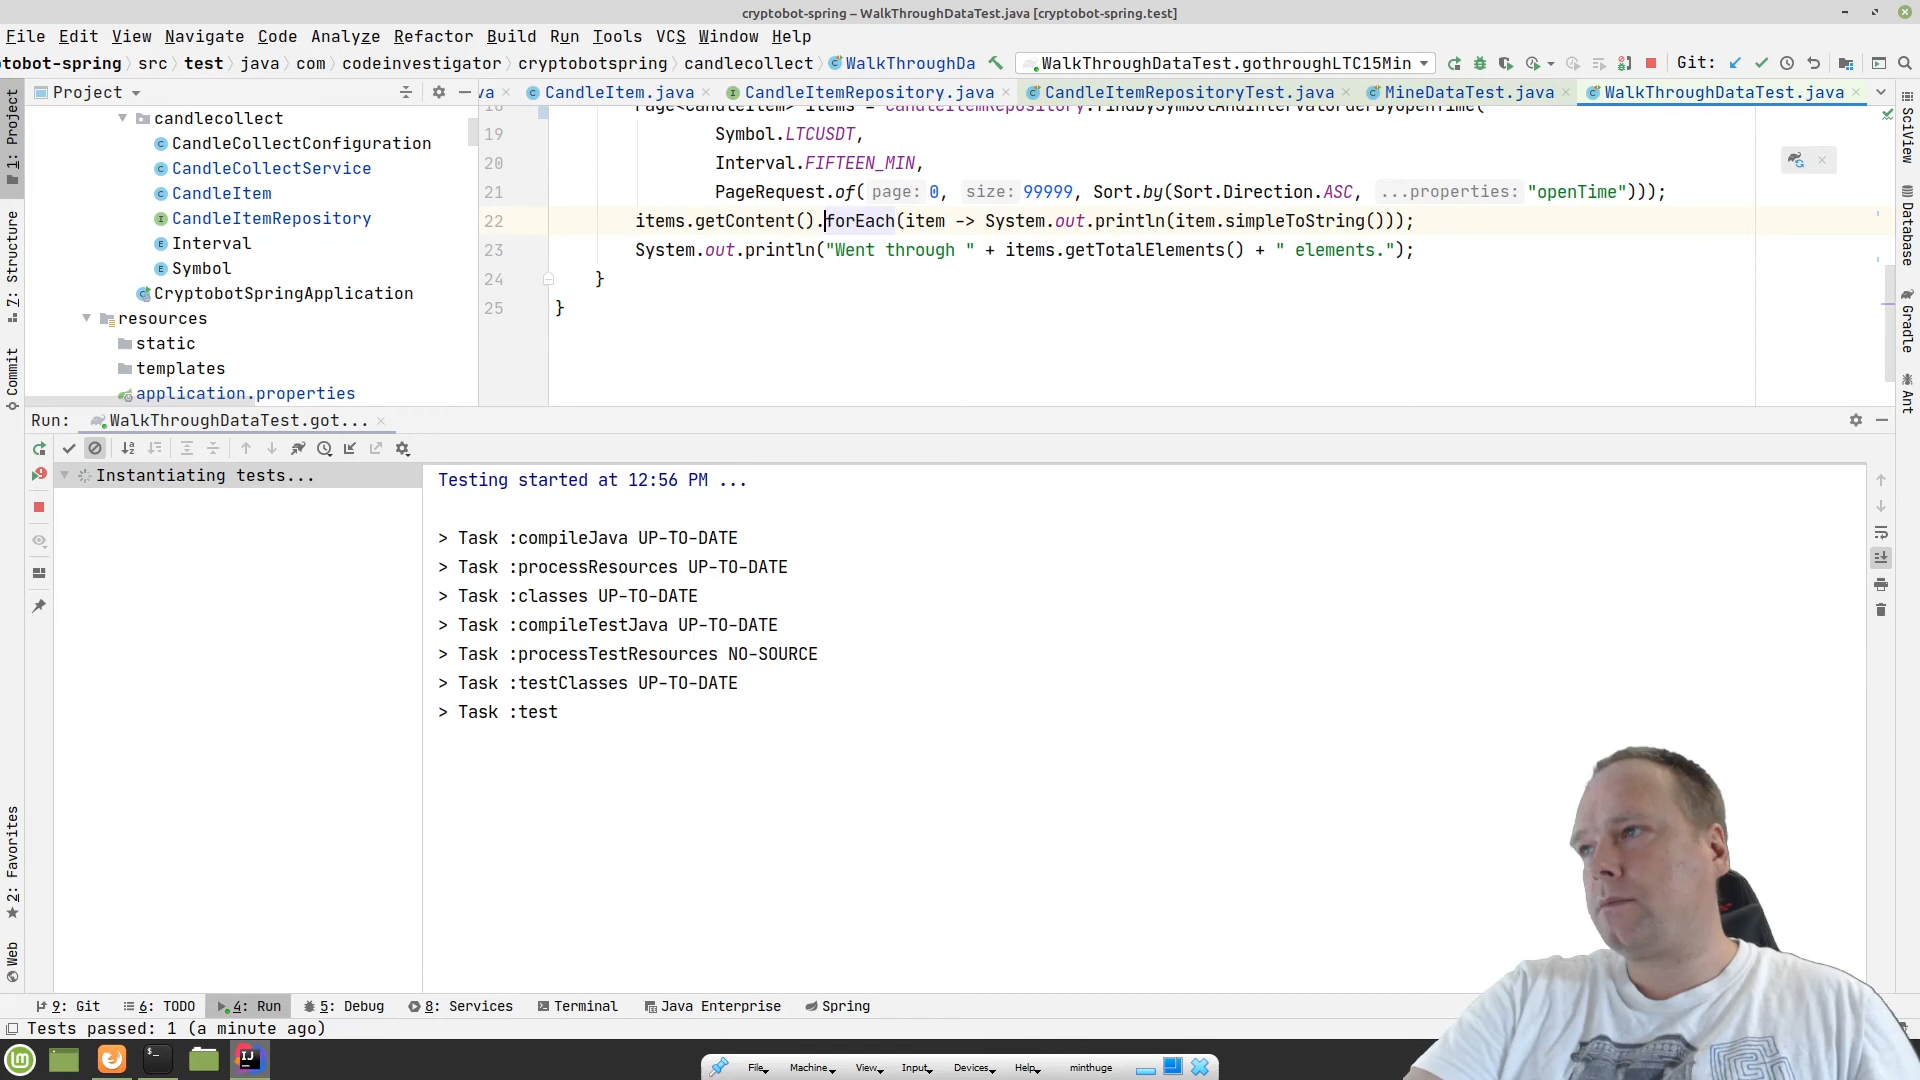 cryptobot-spring – WalkThroughDataTest.java [cryptobot-spring.test]
File Edit View Navigate Code Analyze Refactor Build Run Tools VCS Window Help
tobot-spring src test java com codeinvestigator cryptobotspring candlecollect WalkThroughDa WalkThroughDataTest.gothroughLTC15Min Git:
1: Project
7: Structure
Commit
2: Favorites
Web
Project
va CandleItem.java CandleItemRepository.java CandleItemRepositoryTest.java MineDataTest.java WalkThroughDataTest.java
candlecollect
CandleCollectConfiguration
CandleCollectService
CandleItem
CandleItemRepository
Interval
Symbol
CryptobotSpringApplication
resources
static
templates
application.properties
18 Page<CandleItem> items = candleItemRepository.findBySymbolAndIntervalOrderByOpenTime(
19 Symbol.LTCUSDT,
20 Interval.FIFTEEN_MIN,
21 PageRequest.of( page: 0, size: 99999, Sort.by(Sort.Direction.ASC, ...properties: "openTime")));
22 items.getContent().forEach(item -> System.out.println(item.simpleToString()));
23 System.out.println("Went through " + items.getTotalElements() + " elements.");
24 }
25 }
SciView
Database
Gradle
Ant
Run: WalkThroughDataTest.got...
Instantiating tests...
Testing started at 12:56 PM ...
> Task :compileJava UP-TO-DATE
> Task :processResources UP-TO-DATE
> Task :classes UP-TO-DATE
> Task :compileTestJava UP-TO-DATE
> Task :processTestResources NO-SOURCE
> Task :testClasses UP-TO-DATE
> Task :test
9: Git 6: TODO 4: Run 5: Debug 8: Services Terminal Java Enterprise Spring
Tests passed: 1 (a minute ago)
IJ
File Machine View Input Devices Help minthuge